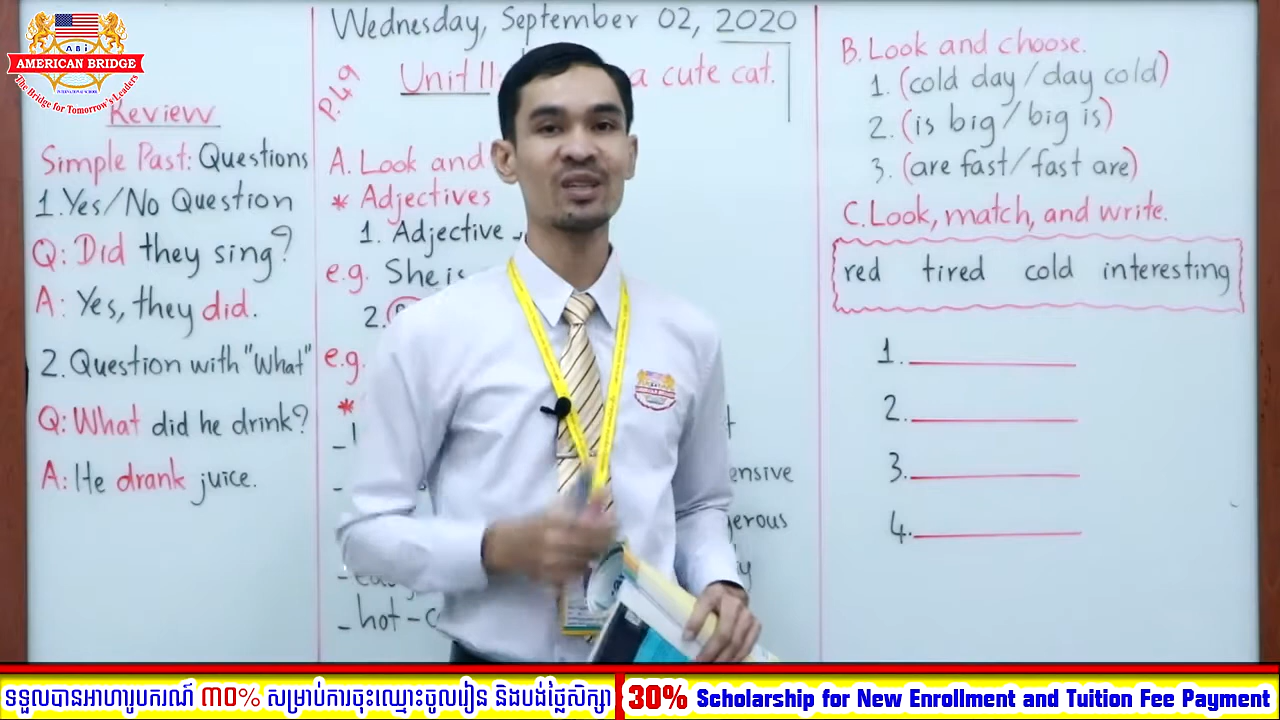 AMERICAN BRIDGE
The Bridge for Tomorrow's Leaders
Review
Simple Past: Questions
1. Yes/No Question
Q: Did they sing?
A: Yes, they did.
2. Question with "What"
Q: What did he drink?
A: He drank juice.
Wednesday, September 02, 2020
P.49
Unit 11: a cute cat.
A. Look and
* Adjectives
1. Adjective
e.g. She is
2.
e.g.
*
ensive
- hot -
B. Look and choose.
1. (cold day / day cold)
2. (is big / big is)
3. (are fast / fast are)
C. Look, match, and write.
red tired cold interesting
1.
2.
3.
4.
ទទួលបានអាហារូបករណ៍ ៣០% សម្រាប់ការចុះឈ្មោះចូលរៀន និងបង់ថ្លៃសិក្សា
30% Scholarship for New Enrollment and Tuition Fee Payment